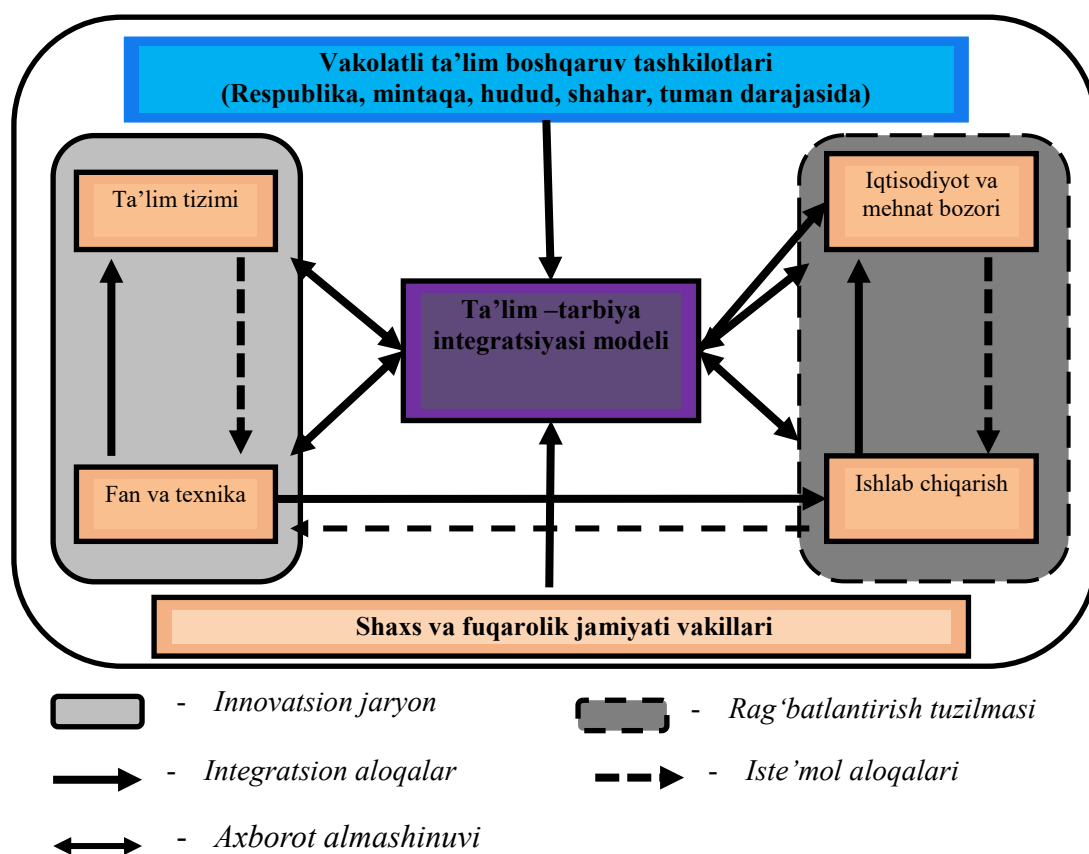 Vakolatli ta’lim boshqaruv tashkilotlari
(Respublika, mintaqa, hudud, shahar, tuman darajasida)
Ta’lim tizimi
Iqtisodiyot va
mehnat bozori
Ta’lim –tarbiya
integratsiyasi modeli
Fan va texnika
Ishlab chiqarish
Shaxs va fuqarolik jamiyati vakillari
- Innovatsion jaryon
- Rag‘batlantirish tuzilmasi
- Integratsion aloqalar
- Iste’mol aloqalari
- Axborot almashinuvi